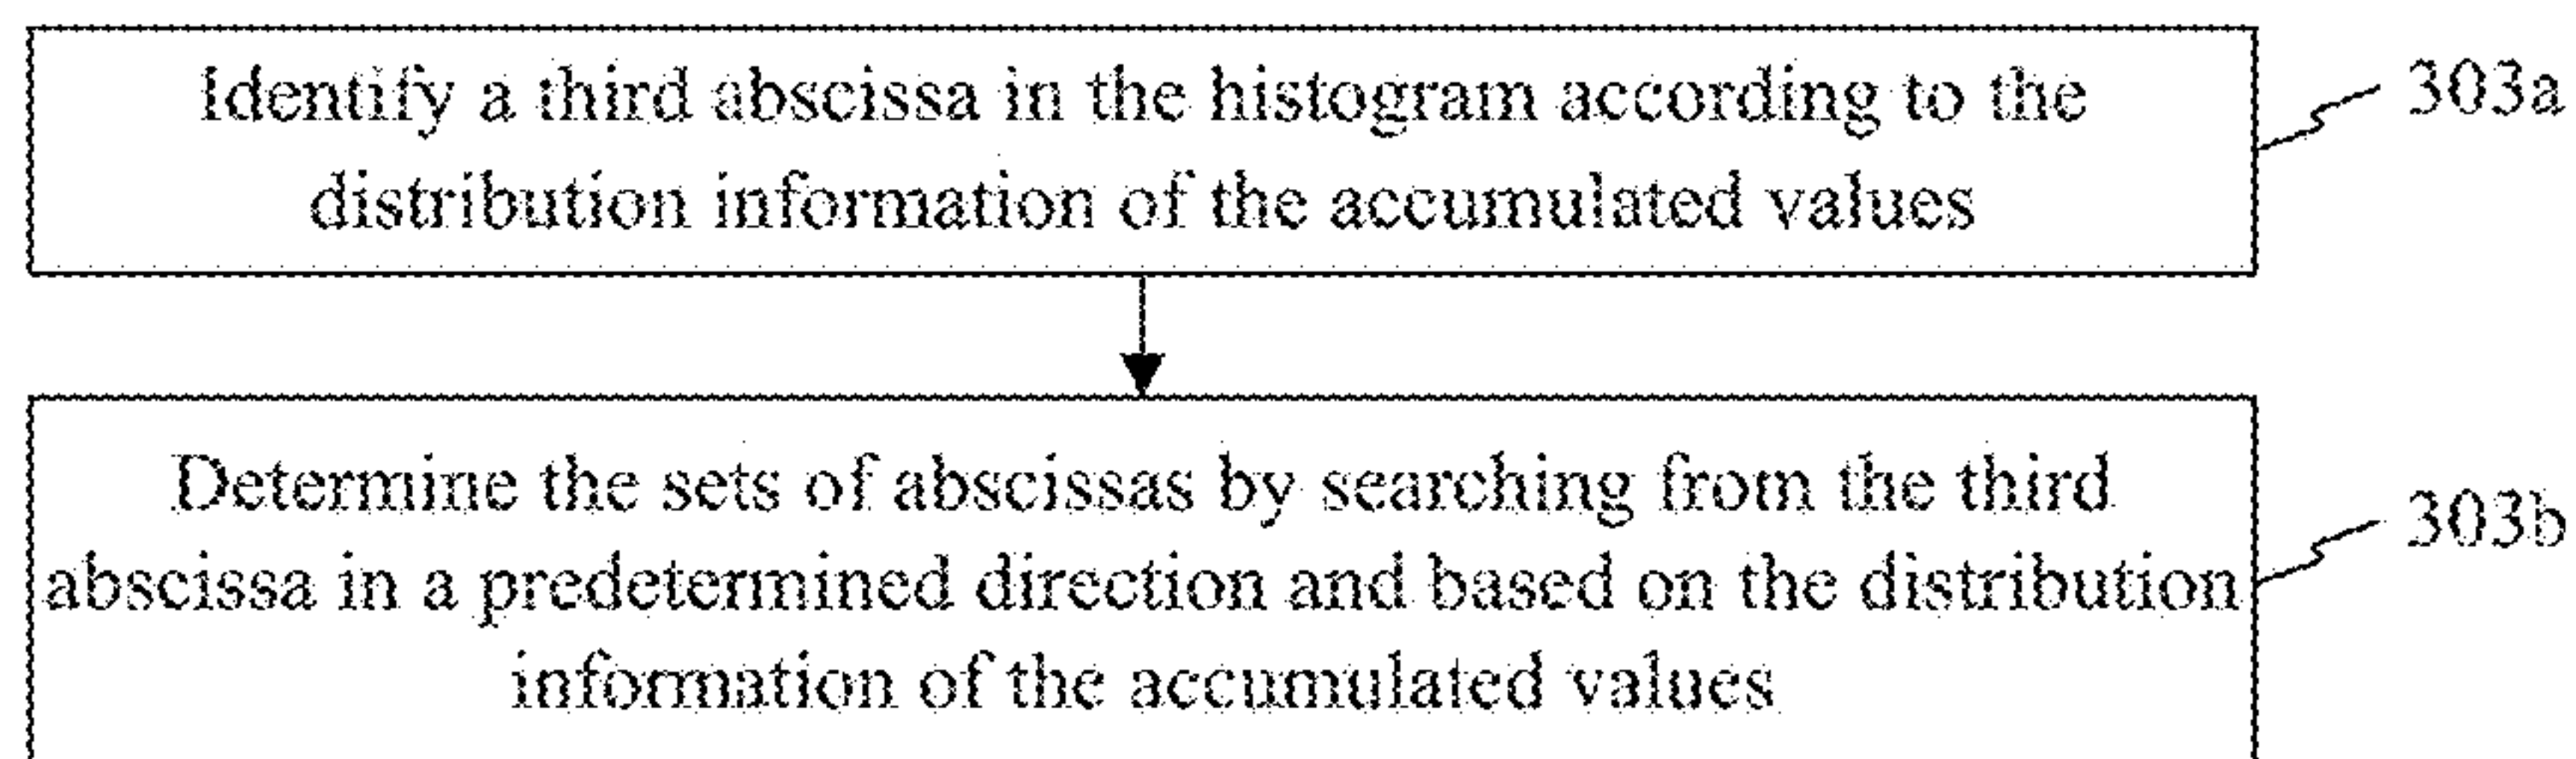 Identify a third abscissa in the histogram according to the
303a
distribution information of the accumulated values
Determine the sets of abscissas by searching from the third
303b
abscissa in a predetermined direction and based on the distribution
information of the accumulated values